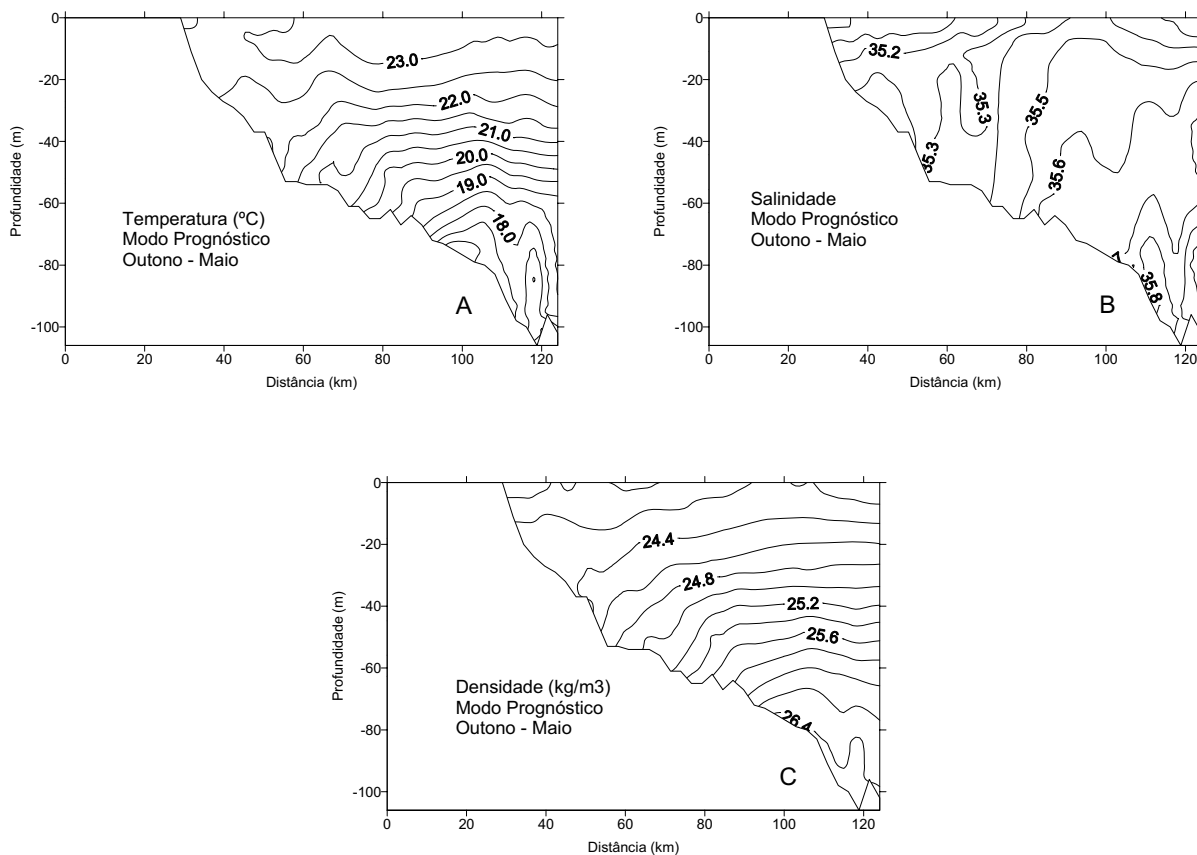 0
-20
-40
-60
-80
-100
Profundidade (m)
0 20 40 60 80 100 120
Distância (km)
23.0
22.0
21.0
20.0
19.0
18.0
Temperatura (ºC)
Modo Prognóstico
Outono - Maio
A
0
-20
-40
-60
-80
-100
Profundidade (m)
0 20 40 60 80 100 120
Distância (km)
35.2
35.3
35.3
35.5
35.6
35.8
Salinidade
Modo Prognóstico
Outono - Maio
B
0
-20
-40
-60
-80
-100
Profundidade (m)
0 20 40 60 80 100 120
Distância (km)
24.4
24.8
25.2
25.6
26.4
Densidade (kg/m3)
Modo Prognóstico
Outono - Maio
C